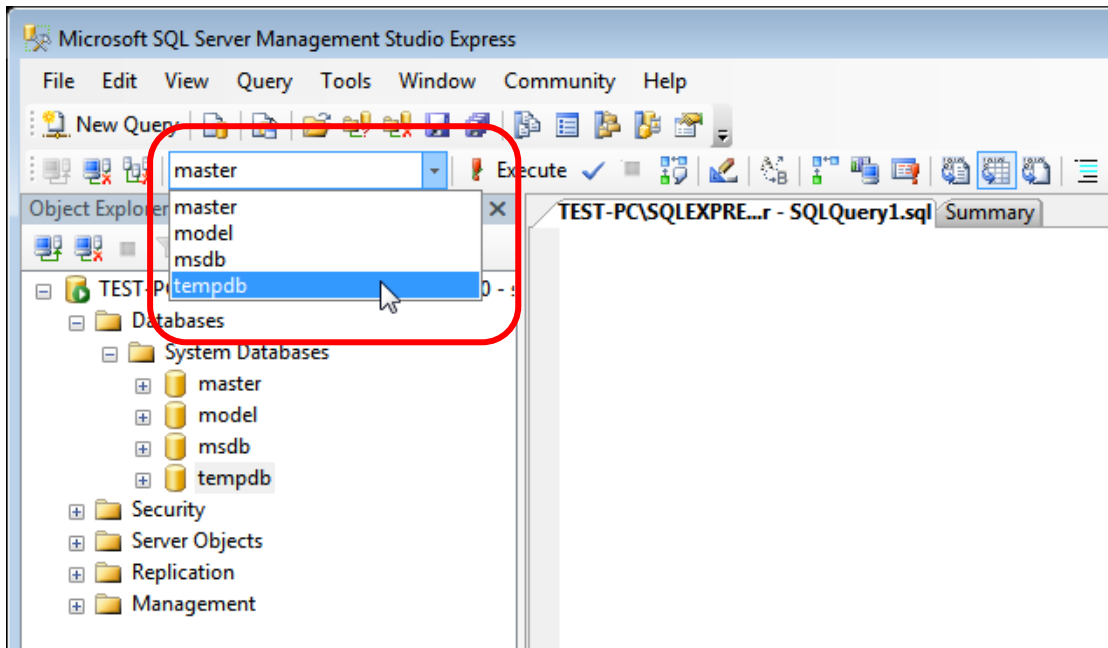 Microsoft SQL Server Management Studio Express
File Edit View Query Tools Window Community Help
New Query
master Execute
Object Explorer
TEST-PC\SQLEXPRE...r - SQLQuery1.sql Summary
master
model
msdb
tempdb
TEST-P 0 - s
Databases
System Databases
master
model
msdb
tempdb
Security
Server Objects
Replication
Management